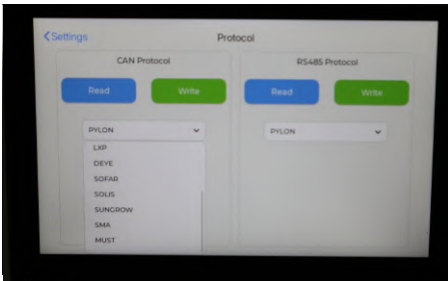 Settings
Protocol
CAN Protocol
RS485 Protocol
Read
Write
Read
Write
PYLON
PYLON
LXP
DEYE
SOFAR
SOLIS
SUNGROW
SMA
MUST